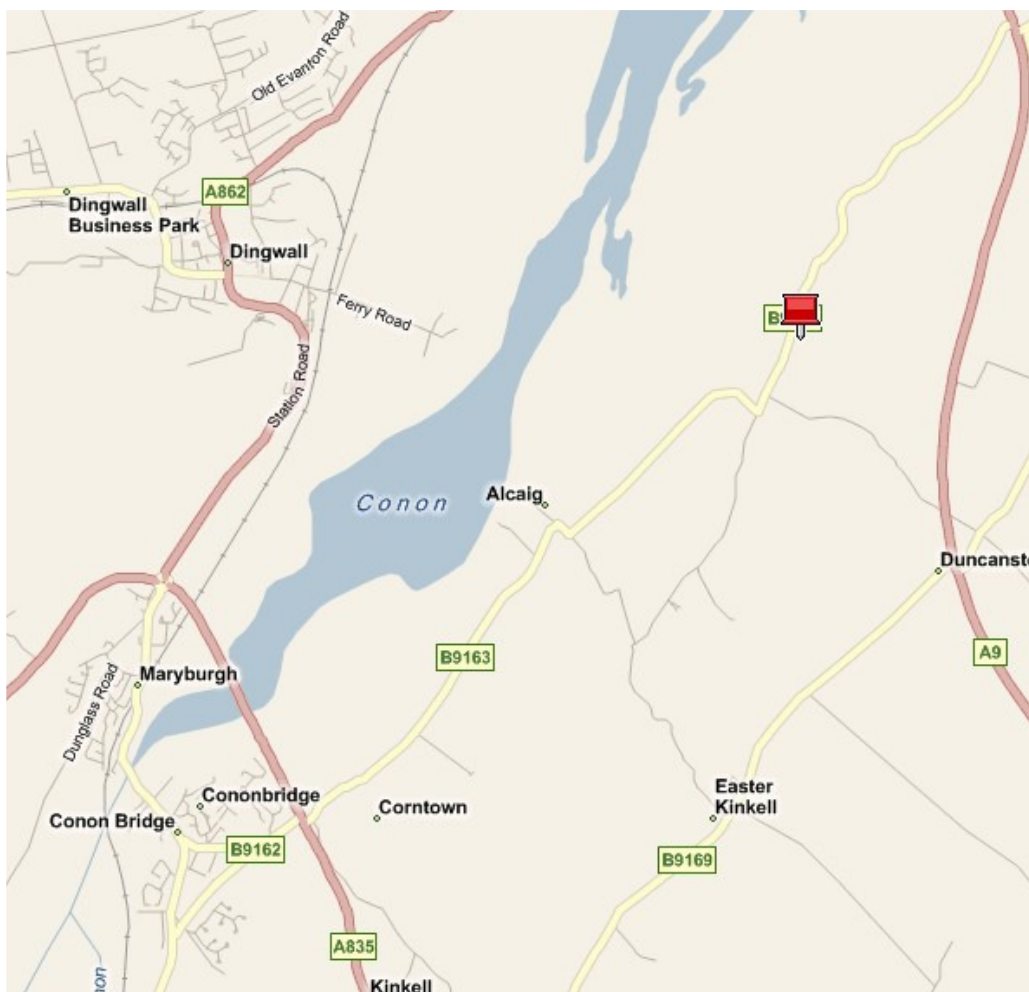 Old Evanton Road
A862
Dingwall
Business Park
Dingwall
Ferry Road
Station Road
Conon
Alcaig
Duncanst
B9163
A9
Maryburgh
Dunglass Road
Easter
Kinkell
Cononbridge
Corntown
Conon Bridge
B9162
B9169
A835
Kinkell